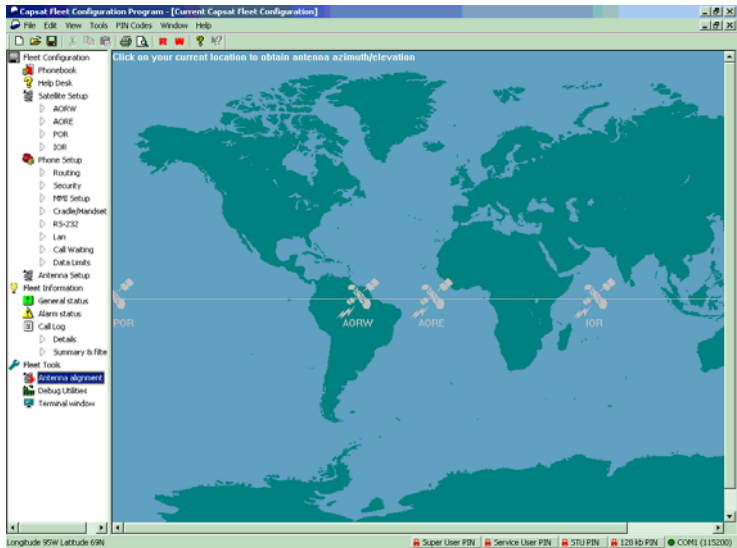 Capsat Fleet Configuration Program - [Current Capsat Fleet Configuration]
File Edit View Tools PIN Codes Window Help
R W
Click on your current location to obtain antenna azimuth/elevation
Fleet Configuration
Phonebook
Help Desk
Satellite Setup
AORW
AORE
POR
IOR
Phone Setup
Routing
Security
MMI Setup
Cradle/Handset
RS-232
Lan
Call Waiting
Data Limits
Antenna Setup
Fleet Information
General status
Alarm status
Call Log
Details
Summary & filte
Fleet Tools
Antenna alignment
Debug Utilities
Terminal window
POR
AORW
AORE
IOR
Longitude 95W Latitude 69N
Super User PIN
Service User PIN
STU PIN
128 kb PIN
COM1 (115200)